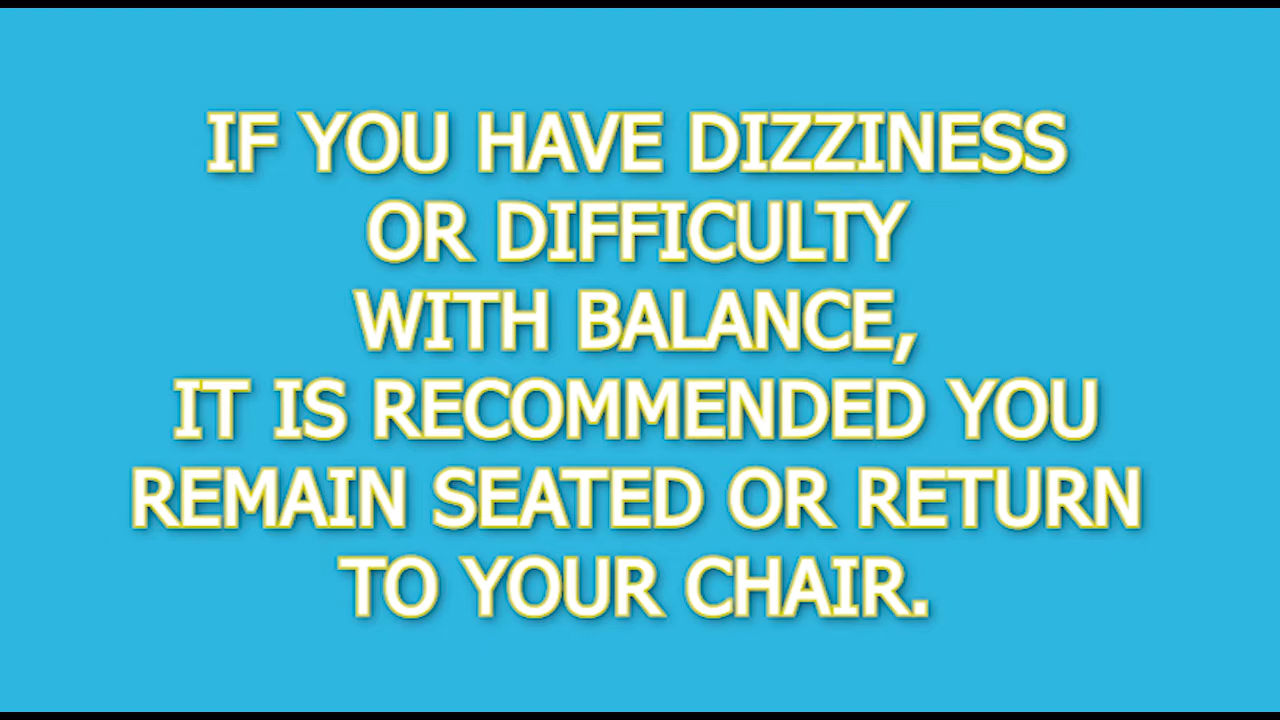 IF YOU HAVE DIZZINESS
OR DIFFICULTY
WITH BALANCE,
IT IS RECOMMENDED YOU
REMAIN SEATED OR RETURN
TO YOUR CHAIR.